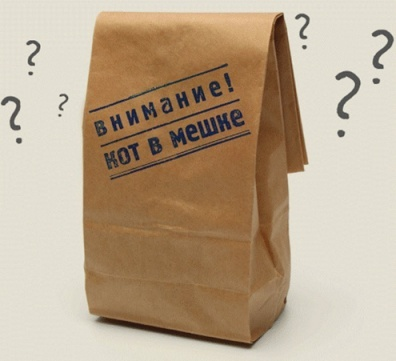 внимание!
кот в мешке
? ? ? ? ? ?